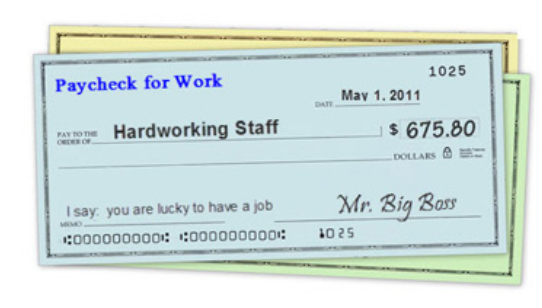 1025
Paycheck for Work
DATE May 1, 2011
PAY TO THE
ORDER OF Hardworking Staff $ 675.80
DOLLARS
I say: you are lucky to have a job Mr. Big Boss
MEMO
⑆000000000⑆ ⑆000000000⑆ 1025